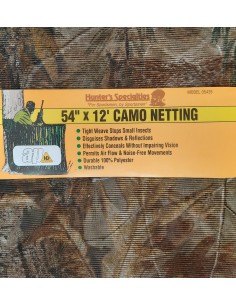 Hunter's Specialties
54" x 12' CAMO NETTING
• Tight Weave Stops Small Insects
• Disguises Shadows & Reflections
• Effectively Conceals Without Impairing Vision
• Permits Air Flow & Noise-Free Movements
• Durable 100% Polyester
• Washable